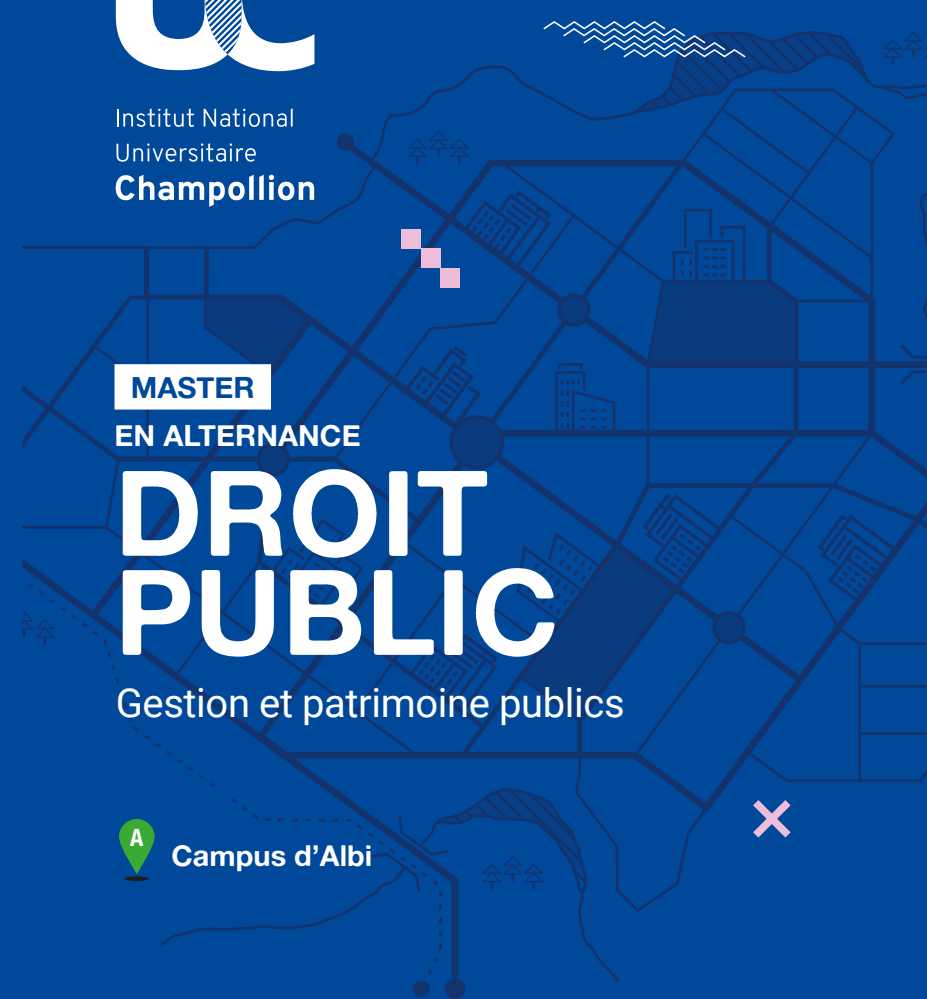 Institut National
Universitaire
Champollion
MASTER
EN ALTERNANCE
DROIT
PUBLIC
Gestion et patrimoine publics
A
Campus d'Albi